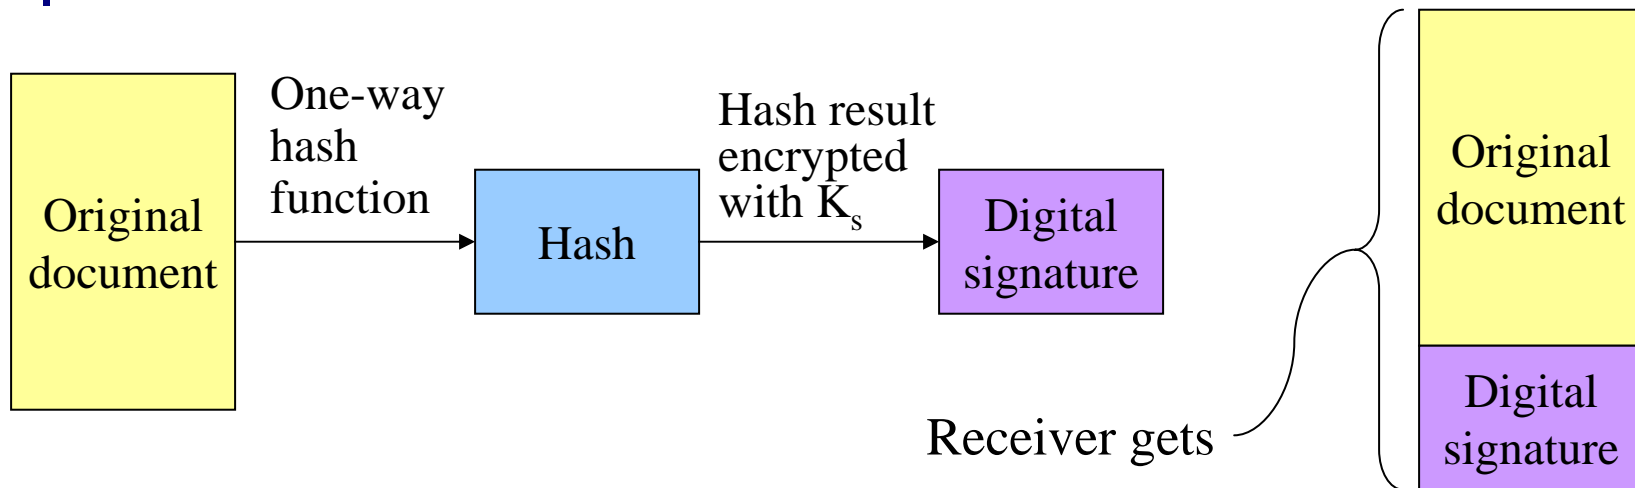 Original
document
One-way
hash
function
Hash
Hash result
encrypted
with Kₛ
Digital
signature
Receiver gets
Original
document
Digital
signature